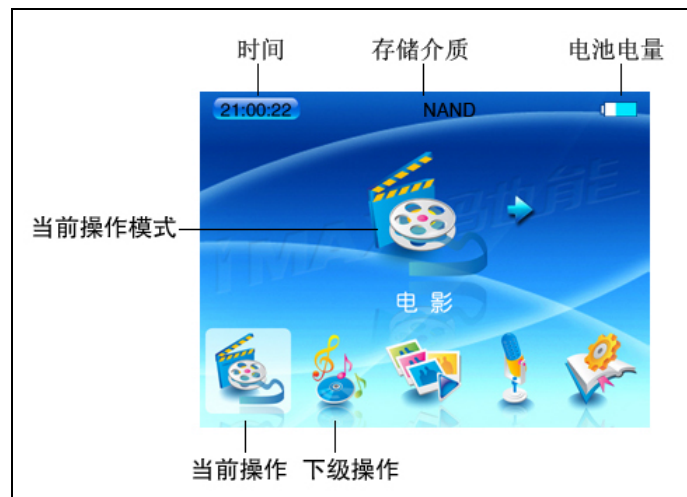 时间 存储介质 电池电量
21:00:22 NAND
当前操作模式
电 影
当前操作 下级操作